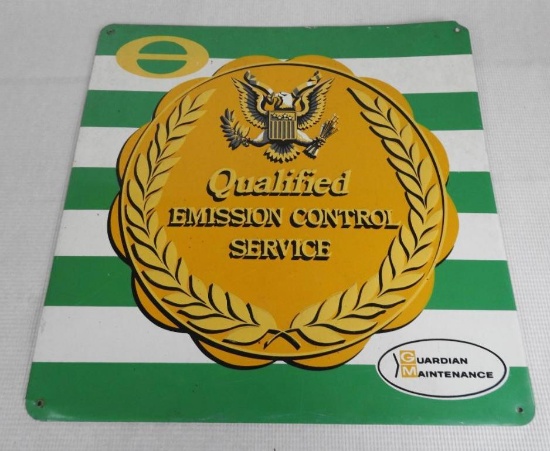 Qualified
EMISSION CONTROL
SERVICE
GUARDIAN
MAINTENANCE